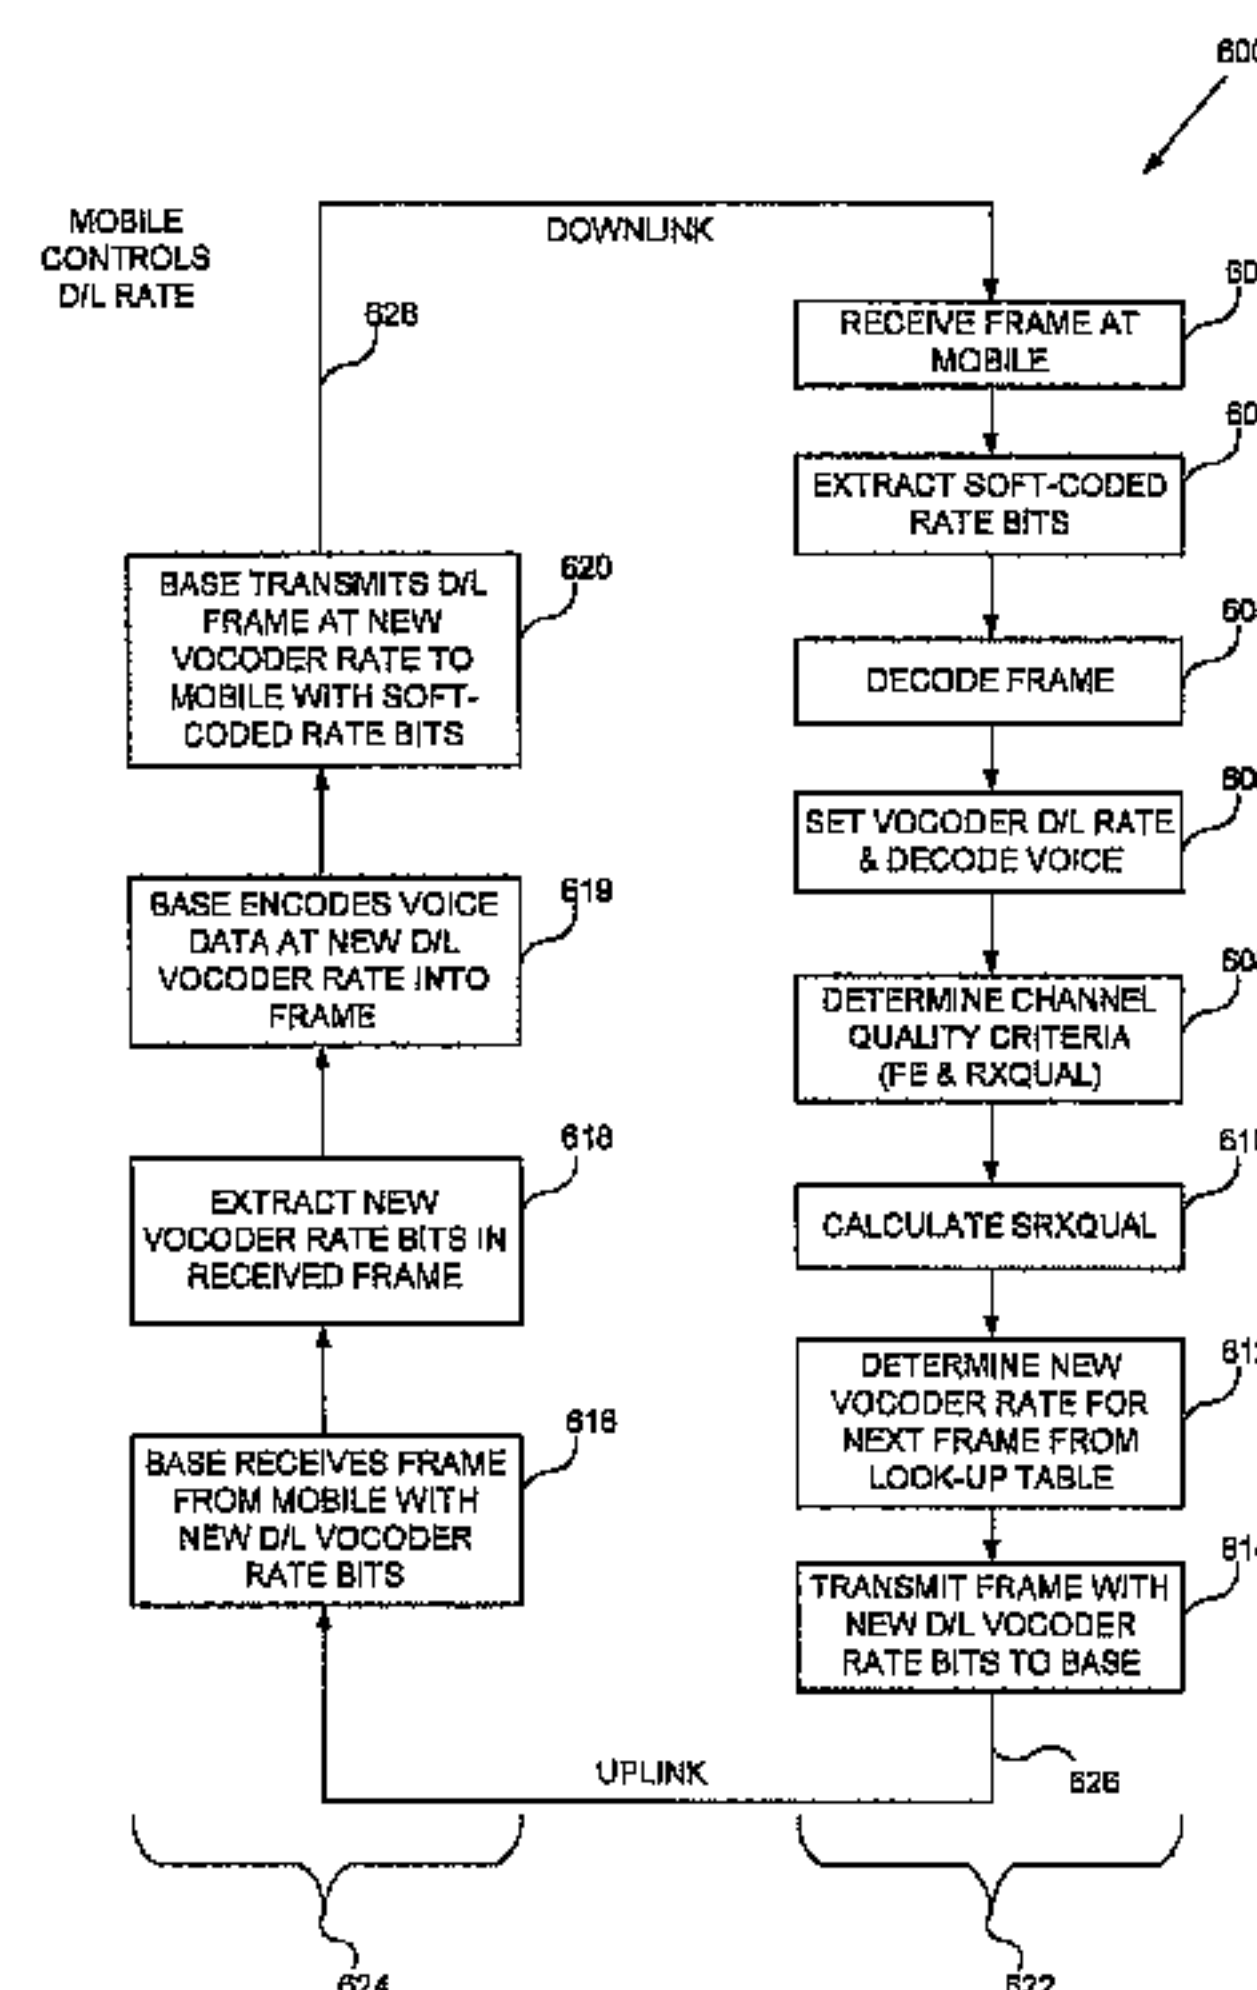 MOBILE
CONTROLS
D/L RATE
DOWNLINK
628
RECEIVE FRAME AT
MOBILE
EXTRACT SOFT-CODED
RATE BITS
DECODE FRAME
SET VOCODER D/L RATE
& DECODE VOICE
DETERMINE CHANNEL
QUALITY CRITERIA
(FE & RXQUAL)
CALCULATE SRXQUAL
DETERMINE NEW
VOCODER RATE FOR
NEXT FRAME FROM
LOOK-UP TABLE
TRANSMIT FRAME WITH
NEW D/L VOCODER
RATE BITS TO BASE
626
UPLINK
BASE RECEIVES FRAME
FROM MOBILE WITH
NEW D/L VOCODER
RATE BITS
616
EXTRACT NEW
VOCODER RATE BITS IN
RECEIVED FRAME
618
BASE ENCODES VOICE
DATA AT NEW D/L
VOCODER RATE INTO
FRAME
619
BASE TRANSMITS D/L
FRAME AT NEW
VOCODER RATE TO
MOBILE WITH SOFT-
CODED RATE BITS
620
624
622